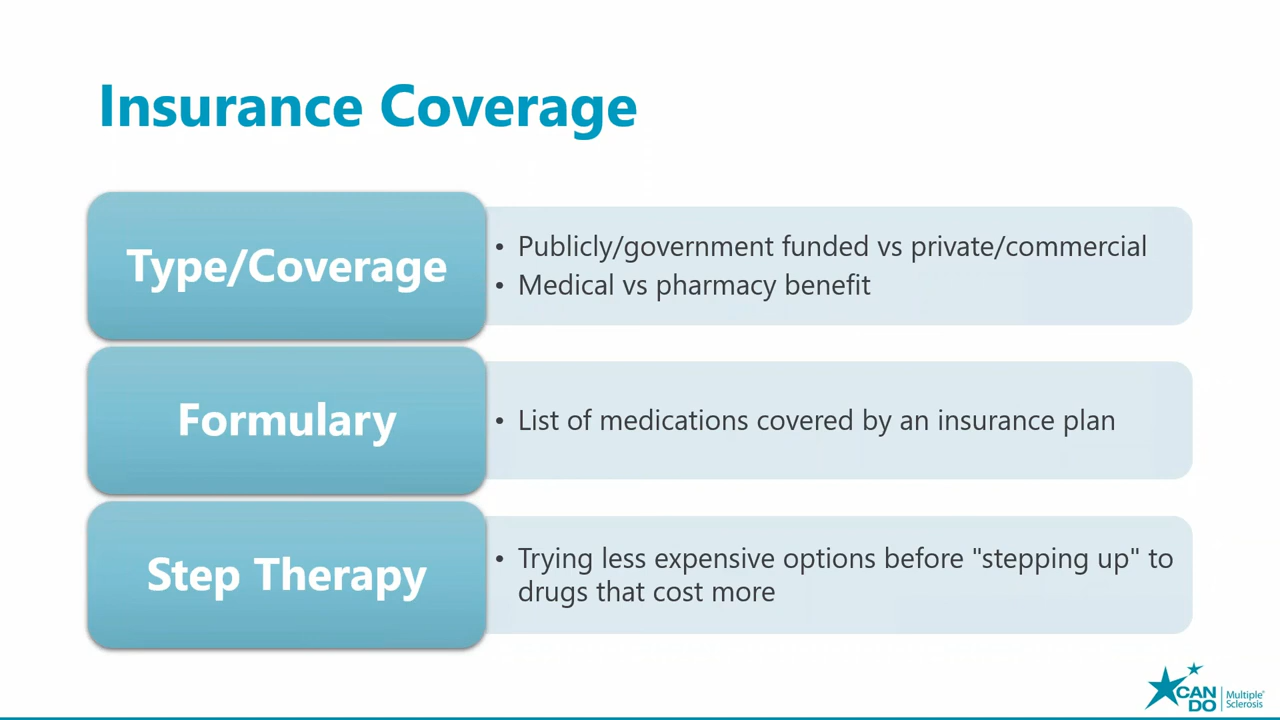 Insurance Coverage
Type/Coverage
• Publicly/government funded vs private/commercial
• Medical vs pharmacy benefit
Formulary
• List of medications covered by an insurance plan
Step Therapy
• Trying less expensive options before "stepping up" to
drugs that cost more
CAN
DO
Multiple®
Sclerosis